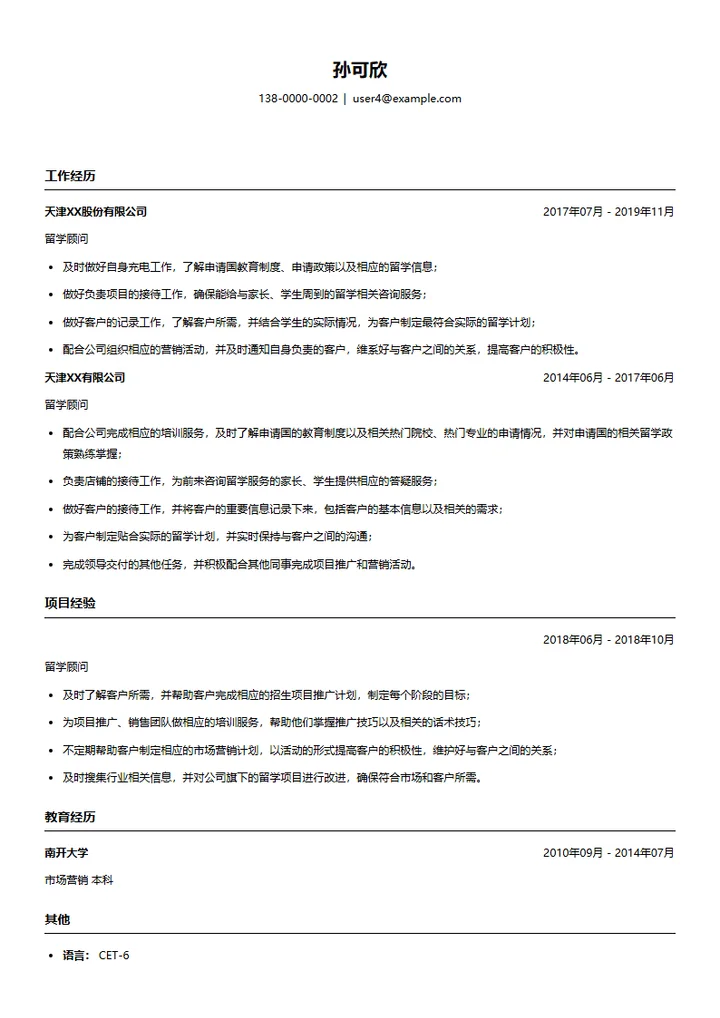 孙可欣
138-0000-0002 | user4@example.com
工作经历
天津XX股份有限公司 2017年07月 - 2019年11月
留学顾问
• 及时做好自身充电工作，了解申请国教育制度、申请政策以及相应的留学信息；
• 做好负责项目的接待工作，确保能给与家长、学生周到的留学相关咨询服务；
• 做好客户的记录工作，了解客户所需，并结合学生的实际情况，为客户制定最符合实际的留学计划；
• 配合公司组织相应的营销活动，并及时通知自身负责的客户，维系好与客户之间的关系，提高客户的积极性。
天津XX有限公司 2014年06月 - 2017年06月
留学顾问
• 配合公司完成相应的培训服务，及时了解申请国的教育制度以及相关热门院校、热门专业的申请情况，并对申请国的相关留学政
策熟练掌握；
• 负责店铺的接待工作，为前来咨询留学服务的家长、学生提供相应的答疑服务；
• 做好客户的接待工作，并将客户的重要信息记录下来，包括客户的基本信息以及相关的需求；
• 为客户制定贴合实际的留学计划，并实时保持与客户之间的沟通；
• 完成领导交付的其他任务，并积极配合其他同事完成项目推广和营销活动。
项目经验
2018年06月 - 2018年10月
留学顾问
• 及时了解客户所需，并帮助客户完成相应的招生项目推广计划，制定每个阶段的目标；
• 为项目推广、销售团队做相应的培训服务，帮助他们掌握推广技巧以及相关的话术技巧；
• 不定期帮助客户制定相应的市场营销计划，以活动的形式提高客户的积极性，维护好与客户之间的关系；
• 及时搜集行业相关信息，并对公司旗下的留学项目进行改进，确保符合市场和客户所需。
教育经历
南开大学 2010年09月 - 2014年07月
市场营销 本科
其他
• 语言： CET-6